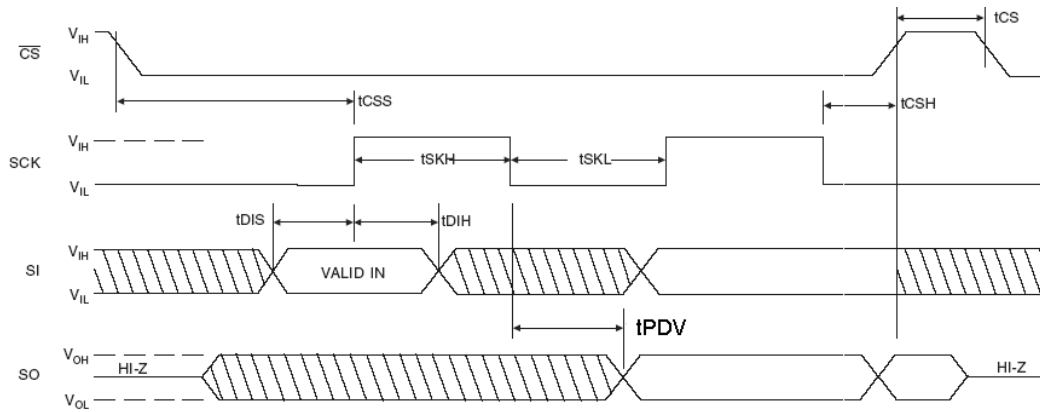 tCS
V_IH
CS
V_IL
tCSS
tCSH
V_IH
SCK
tSKH
tSKL
V_IL
tDIS
tDIH
V_IH
SI
VALID IN
V_IL
tPDV
V_OH
SO
HI-Z
HI-Z
V_OL